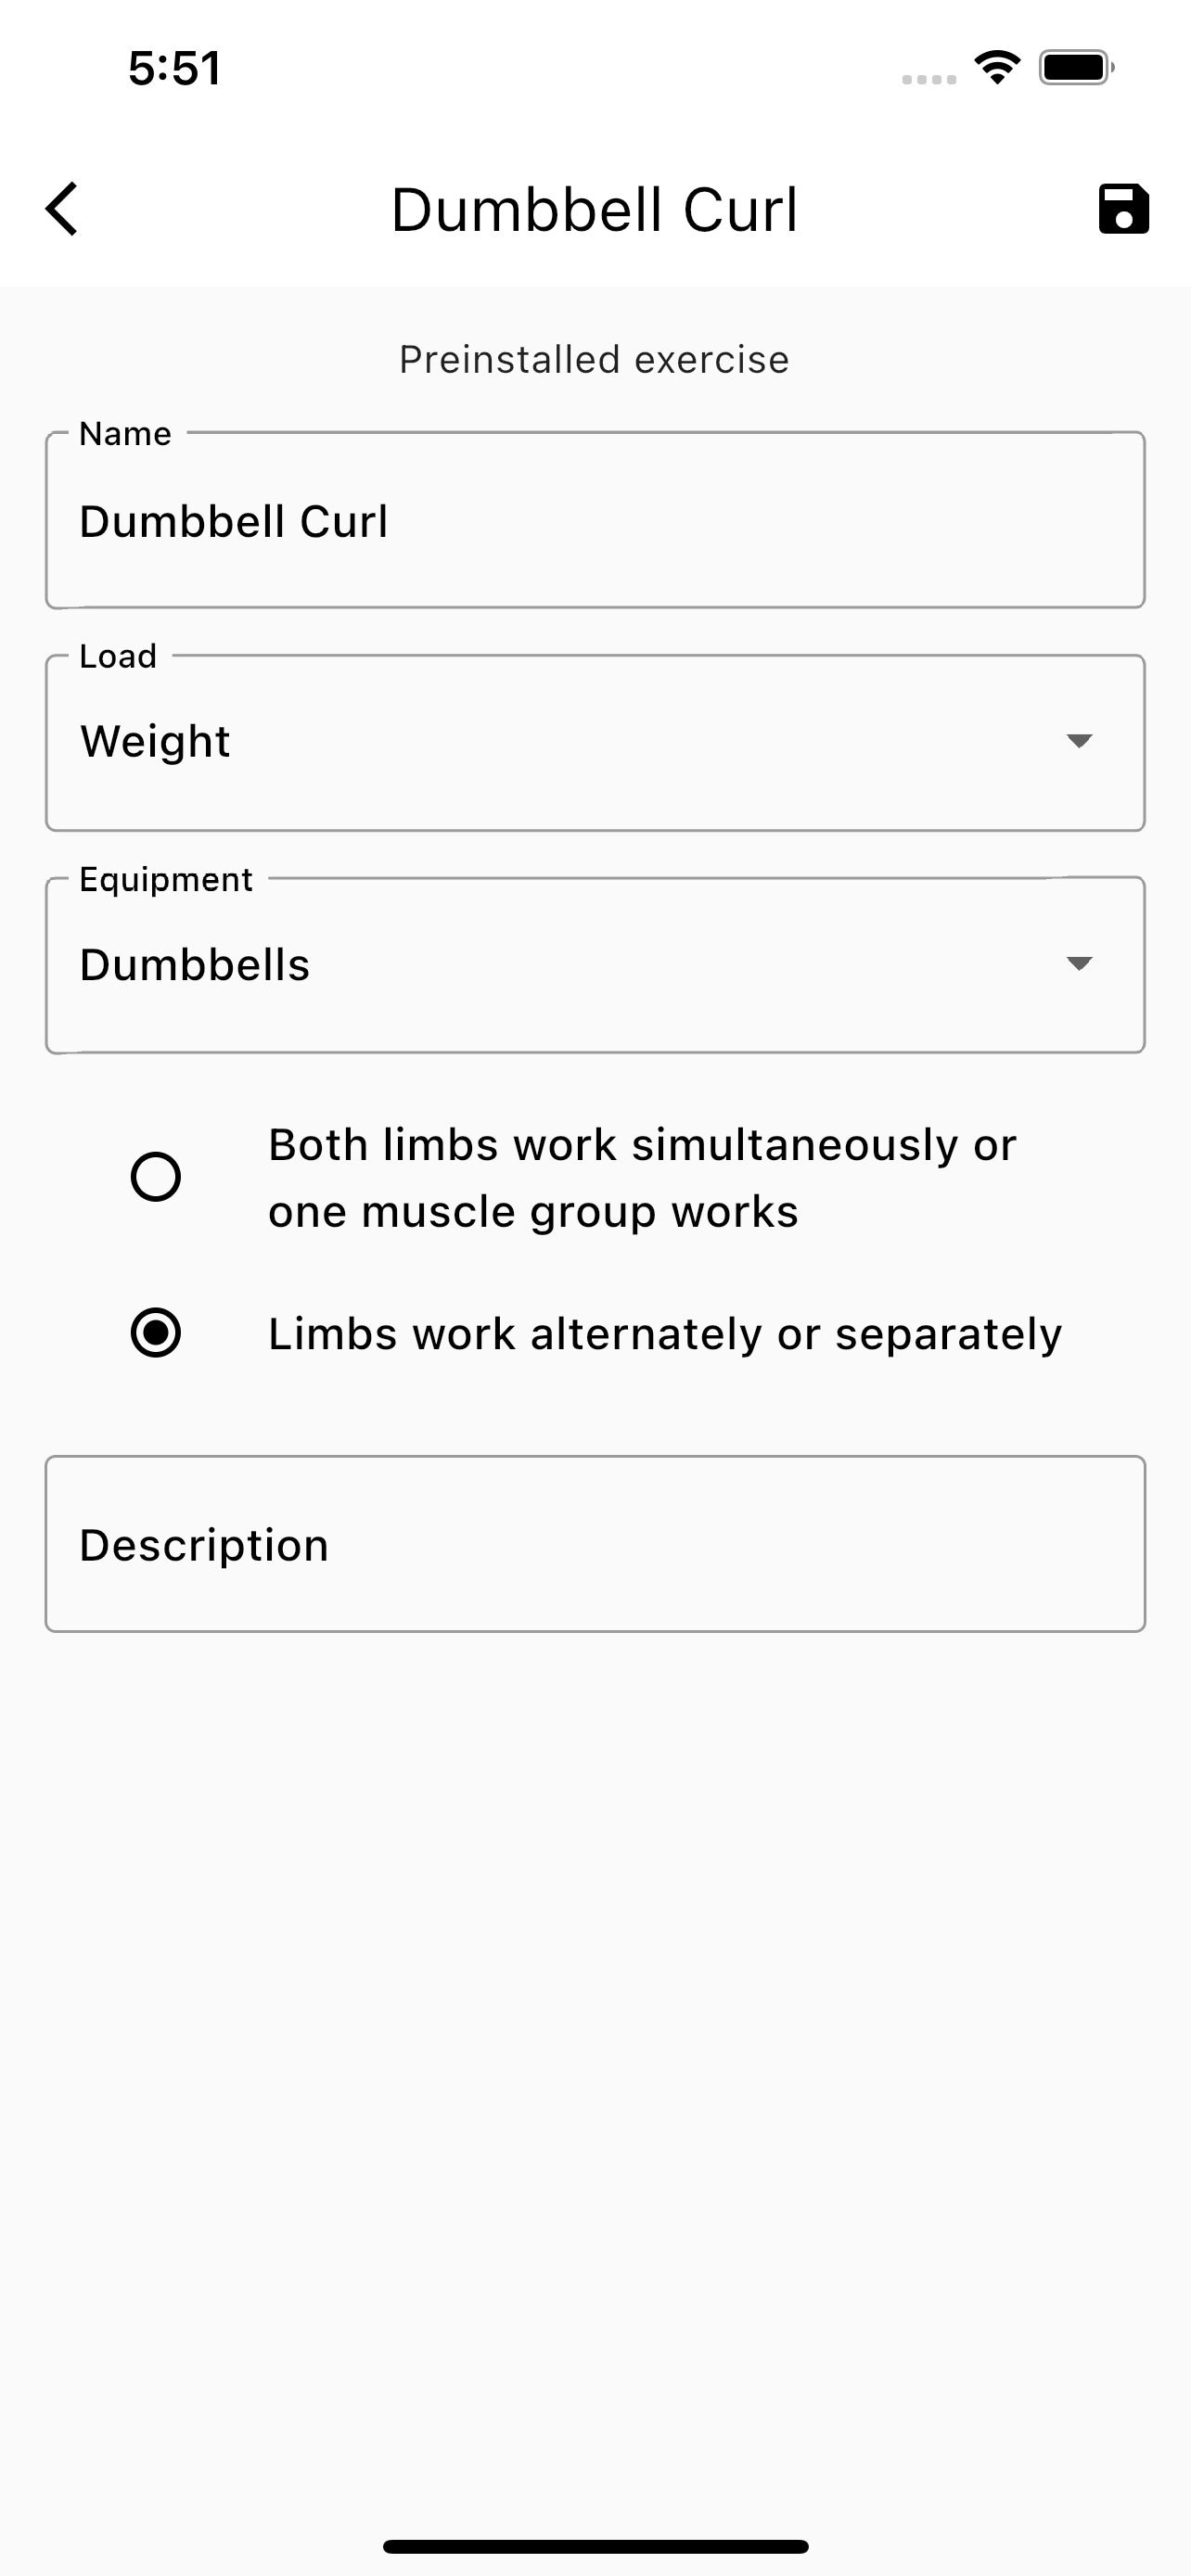 5:51
Dumbbell Curl
Preinstalled exercise
Name
Dumbbell Curl
Load
Weight
Equipment
Dumbbells
Both limbs work simultaneously or
one muscle group works
Limbs work alternately or separately
Description